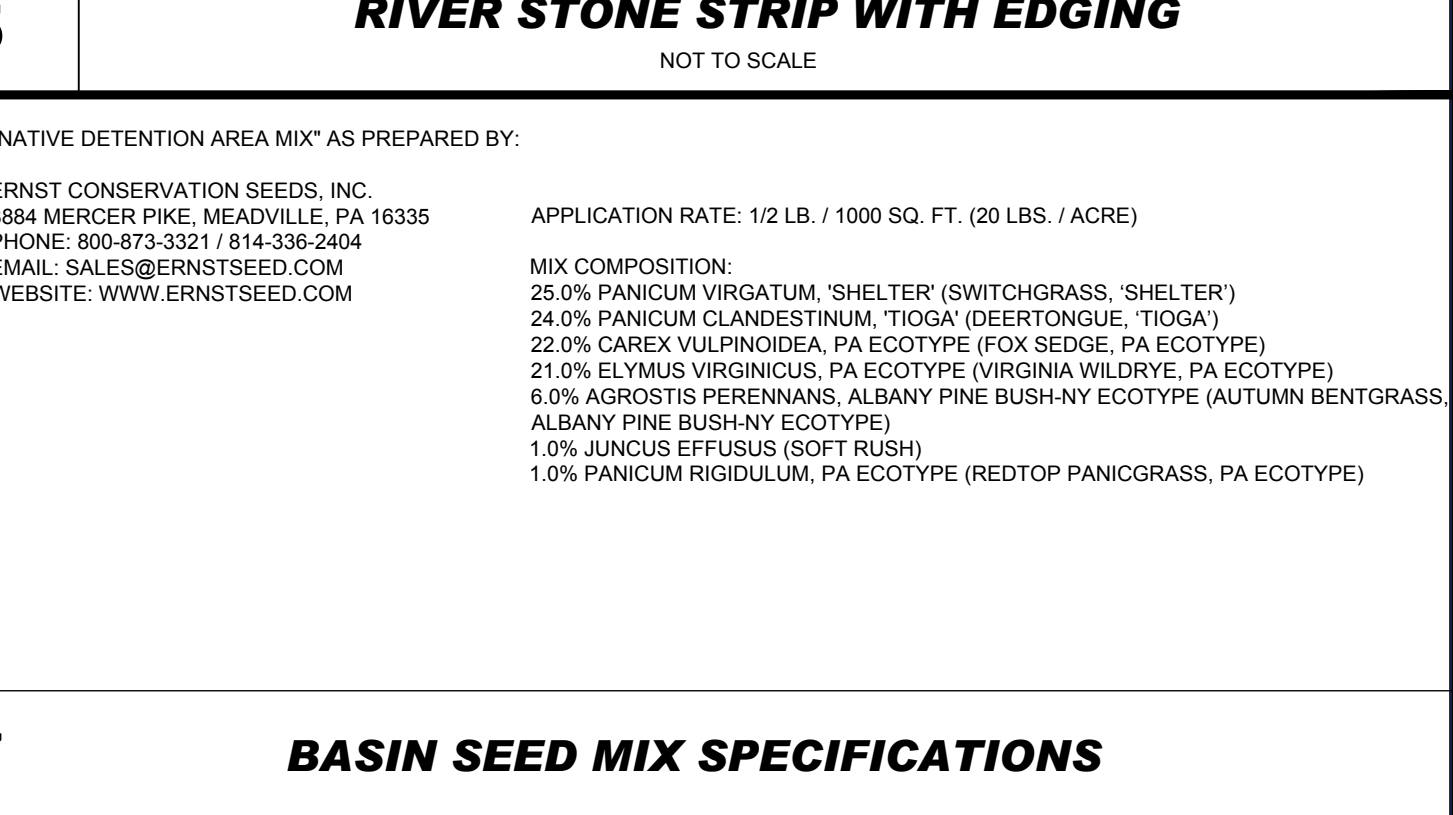 RIVER STONE STRIP WITH EDGING
NOT TO SCALE
NATIVE DETENTION AREA MIX" AS PREPARED BY:
ERNST CONSERVATION SEEDS, INC.
8884 MERCER PIKE, MEADVILLE, PA 16335
PHONE: 800-873-3321 / 814-336-2404
EMAIL: SALES@ERNSTSEED.COM
WEBSITE: WWW.ERNSTSEED.COM
APPLICATION RATE: 1/2 LB. / 1000 SQ. FT. (20 LBS. / ACRE)
MIX COMPOSITION:
25.0% PANICUM VIRGATUM, 'SHELTER' (SWITCHGRASS, ‘SHELTER’)
24.0% PANICUM CLANDESTINUM, 'TIOGA' (DEERTONGUE, ‘TIOGA’)
22.0% CAREX VULPINOIDEA, PA ECOTYPE (FOX SEDGE, PA ECOTYPE)
21.0% ELYMUS VIRGINICUS, PA ECOTYPE (VIRGINIA WILDRYE, PA ECOTYPE)
6.0% AGROSTIS PERENNANS, ALBANY PINE BUSH-NY ECOTYPE (AUTUMN BENTGRASS,
ALBANY PINE BUSH-NY ECOTYPE)
1.0% JUNCUS EFFUSUS (SOFT RUSH)
1.0% PANICUM RIGIDULUM, PA ECOTYPE (REDTOP PANICGRASS, PA ECOTYPE)
BASIN SEED MIX SPECIFICATIONS